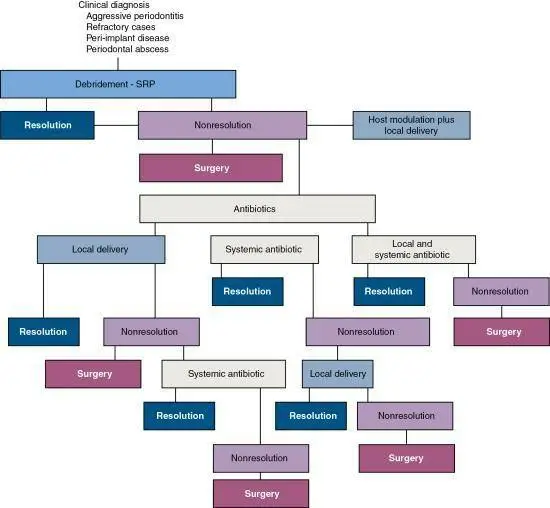 Clinical diagnosis
Aggressive periodontitis
Refractory cases
Peri-implant disease
Periodontal abscess
Debridement - SRP
Resolution
Nonresolution
Host modulation plus
local delivery
Surgery
Antibiotics
Local delivery
Systemic antibiotic
Local and
systemic antibiotic
Resolution
Resolution
Nonresolution
Resolution
Nonresolution
Nonresolution
Surgery
Surgery
Systemic antibiotic
Local delivery
Resolution
Resolution
Nonresolution
Nonresolution
Surgery
Surgery